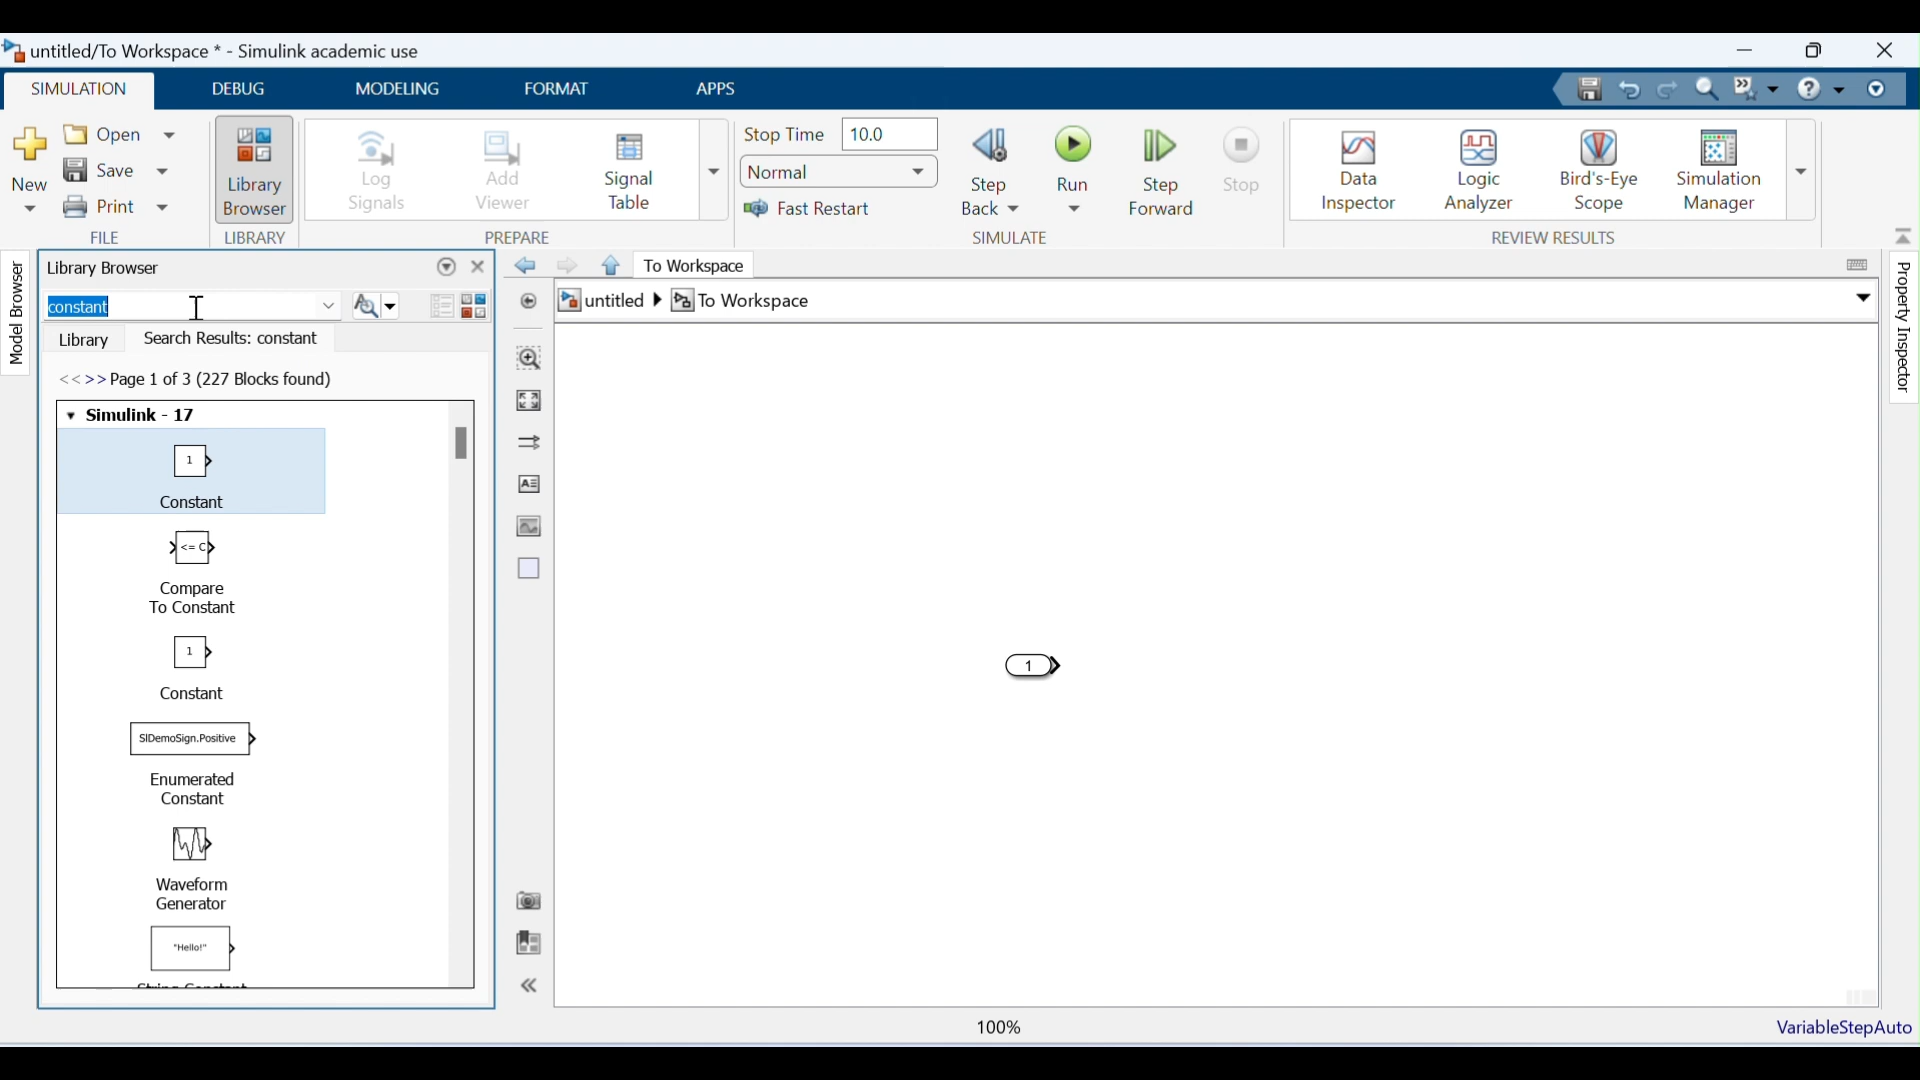 untitled/To Workspace * - Simulink academic use
SIMULATION DEBUG MODELING FORMAT APPS
New
Open
Save
Print
FILE
Library Browser
LIBRARY
Log Signals
Add Viewer
Signal Table
PREPARE
Stop Time 10.0
Normal
Fast Restart
Step Back
Run
Step Forward
Stop
SIMULATE
Data Inspector
Logic Analyzer
Bird's-Eye Scope
Simulation Manager
REVIEW RESULTS
Model Browser
Library Browser
constant
Library Search Results: constant
<< >> Page 1 of 3 (227 Blocks found)
Simulink - 17
1
Constant
<= C
Compare
To Constant
1
Constant
SlDemoSign.Positive
Enumerated
Constant
Waveform
Generator
"Hello!"
String Constant
To Workspace
untitled To Workspace
1
Property Inspector
100%
VariableStepAuto